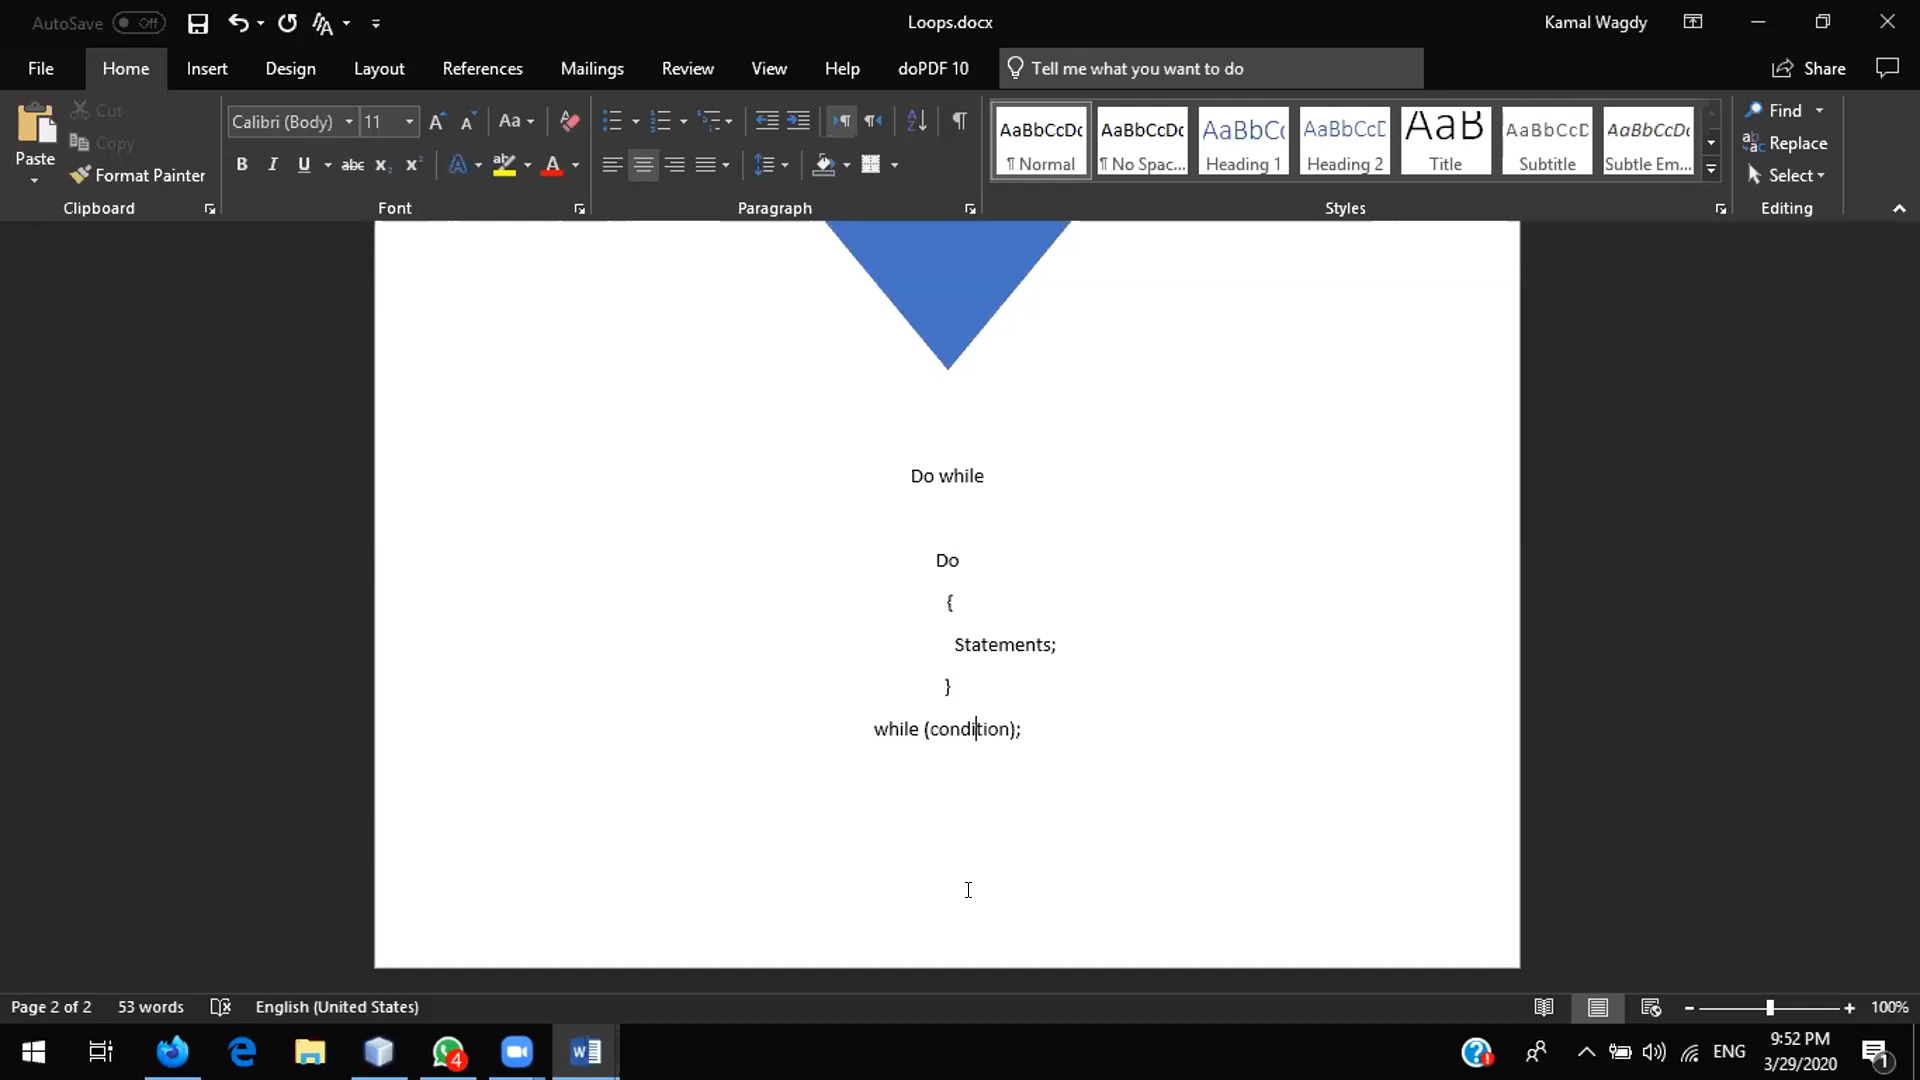 AutoSave Off Loops.docx Kamal Wagdy
File Home Insert Design Layout References Mailings Review View Help doPDF 10 Tell me what you want to do Share
Paste Cut Copy Format Painter
Calibri (Body) 11
AaBbCcDc AaBbCcDc AaBbCc AaBbCcD AaB AaBbCcD AaBbCcDc
¶ Normal ¶ No Spac... Heading 1 Heading 2 Title Subtitle Subtle Em...
Find
Replace
Select
Clipboard Font Paragraph Styles Editing
Do while
Do
{
Statements;
}
while (condition);
Page 2 of 2 53 words English (United States) 100%
4 ENG 9:52 PM
3/29/2020 1